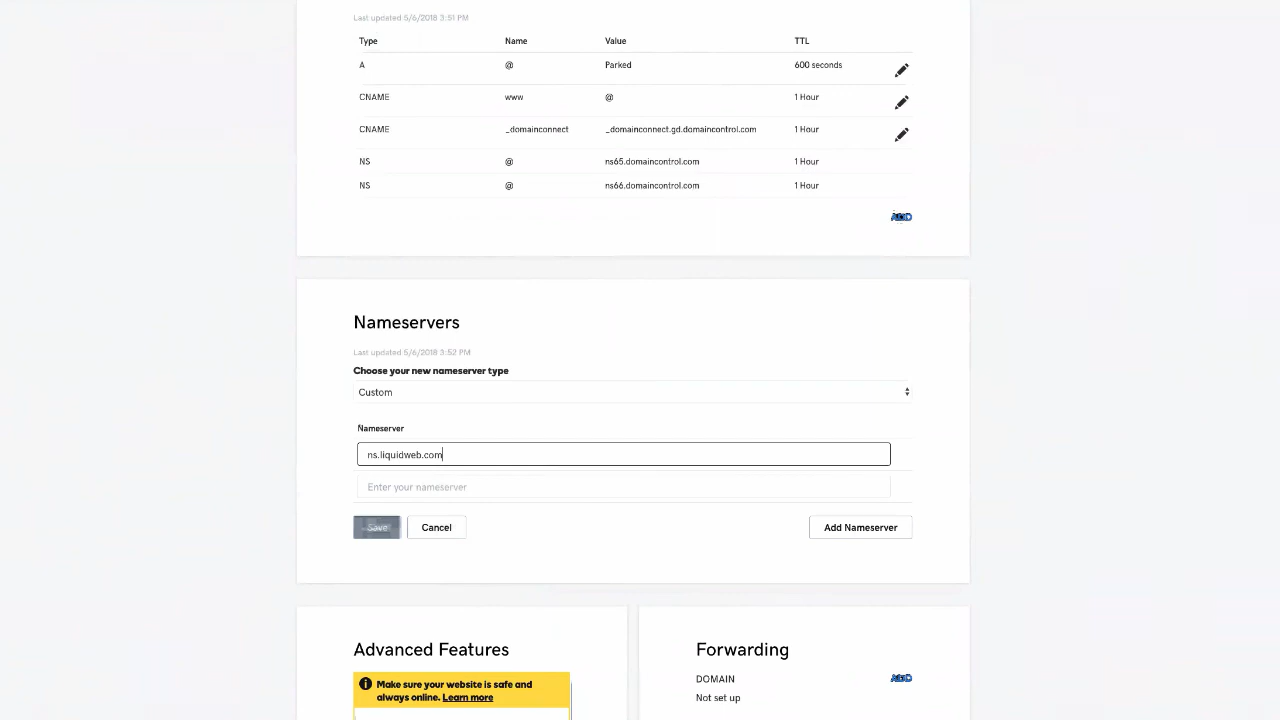 Last updated 5/6/2018 3:51 PM
Type Name Value TTL
A @ Parked 600 seconds
CNAME www @ 1 Hour
CNAME _domainconnect _domainconnect.gd.domaincontrol.com 1 Hour
NS @ ns65.domaincontrol.com 1 Hour
NS @ ns66.domaincontrol.com 1 Hour
ADD
Nameservers
Last updated 5/6/2018 3:52 PM
Choose your new nameserver type
Custom
Nameserver
ns.liquidweb.com
Enter your nameserver
Save Cancel Add Nameserver
Advanced Features
Make sure your website is safe and
always online. Learn more
Forwarding
DOMAIN ADD
Not set up